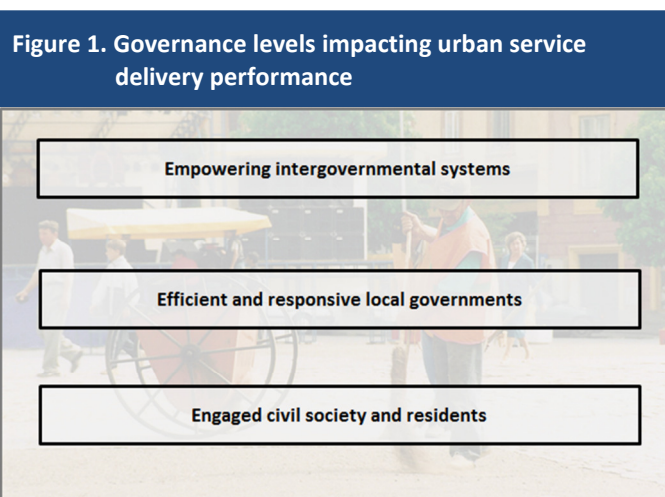 Figure 1. Governance levels impacting urban service
delivery performance
Empowering intergovernmental systems
Efficient and responsive local governments
Engaged civil society and residents